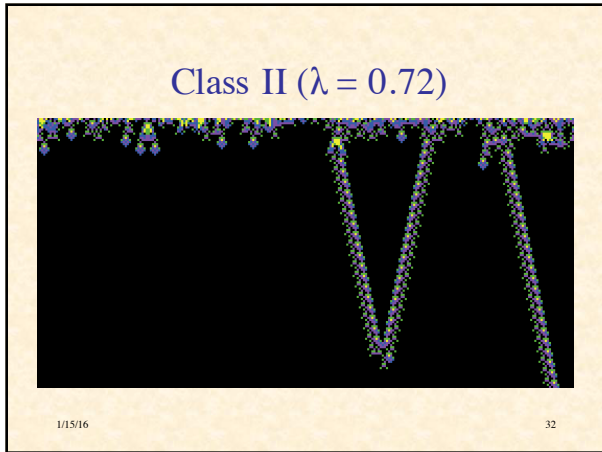 Class II (λ = 0.72)
1/15/16
32